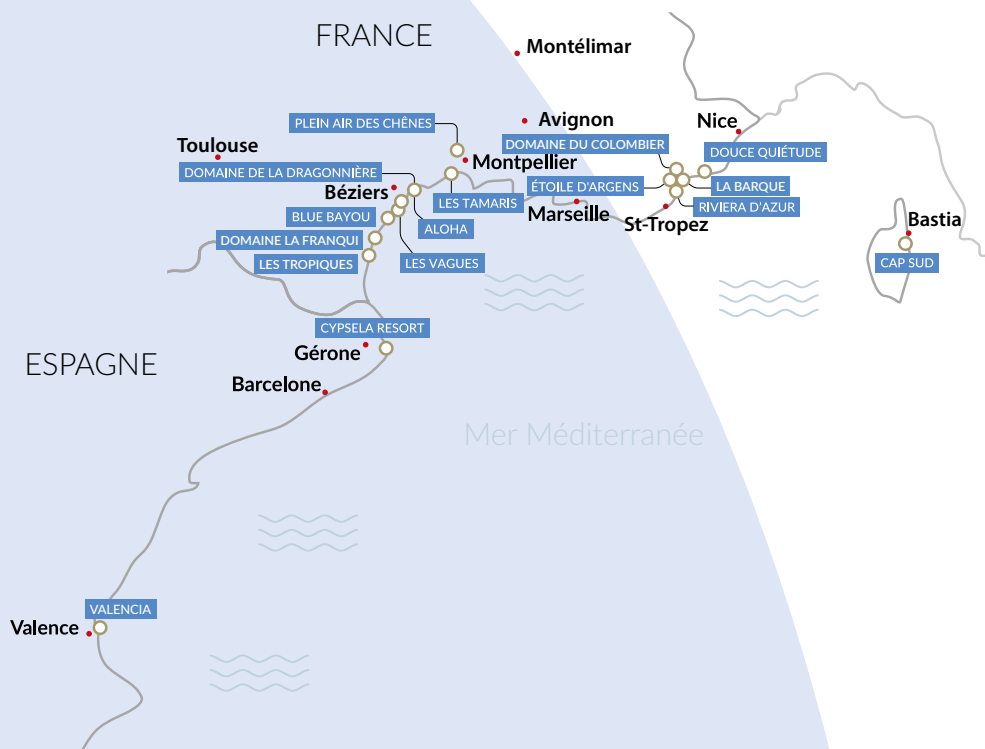 FRANCE
Montélimar
PLEIN AIR DES CHÊNES
Avignon
Nice
Toulouse
DOMAINE DU COLOMBIER
DOUCE QUIÉTUDE
Montpellier
DOMAINE DE LA DRAGONNIÈRE
Béziers
ÉTOILE D'ARGENS
LA BARQUE
LES TAMARIS
Marseille
RIVIERA D'AZUR
BLUE BAYOU
ALOHA
St-Tropez
Bastia
DOMAINE LA FRANQUI
LES TROPIQUES
LES VAGUES
CAP SUD
CYPSELA RESORT
Gérone
ESPAGNE
Barcelone
Mer Méditerranée
VALENCIA
Valence